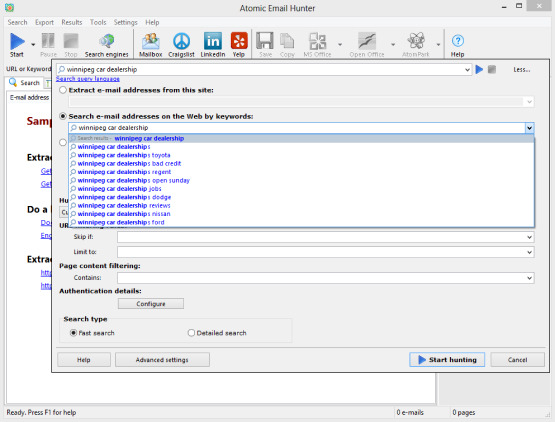 Atomic Email Hunter
Search Export Results Tools Settings Help
Start Pause Stop Search engines Mailbox Craigslist LinkedIn Yelp Save Copy MS Office Open Office AtomPark Help
URL or Keyword
winnipeg car dealership Less...
Search query language
Search
E-mail address
Extract e-mail addresses from this site:
Search e-mail addresses on the Web by keywords:
winnipeg car dealership
Search results - winnipeg car dealership
winnipeg car dealerships
winnipeg car dealerships toyota
winnipeg car dealerships bad credit
winnipeg car dealerships regent
winnipeg car dealerships open sunday
winnipeg car dealership jobs
winnipeg car dealerships dodge
winnipeg car dealership reviews
winnipeg car dealerships nissan
winnipeg car dealerships ford
Samp
Extrac
Get
Get
Do a
Do
Eng
Extra
http
http
Hu
Cu
UR
Skip if:
Limit to:
Page content filtering:
Contains:
Authentication details:
Configure
Search type
Fast search Detailed search
Help Advanced settings Start hunting Cancel
Ready. Press F1 for help 0 e-mails 0 pages